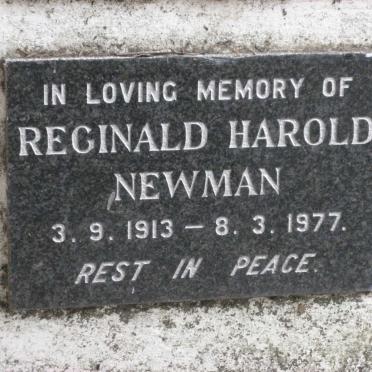 IN LOVING MEMORY OF
REGINALD HAROLD
NEWMAN
3. 9. 1913 — 8. 3. 1977.
REST IN PEACE.